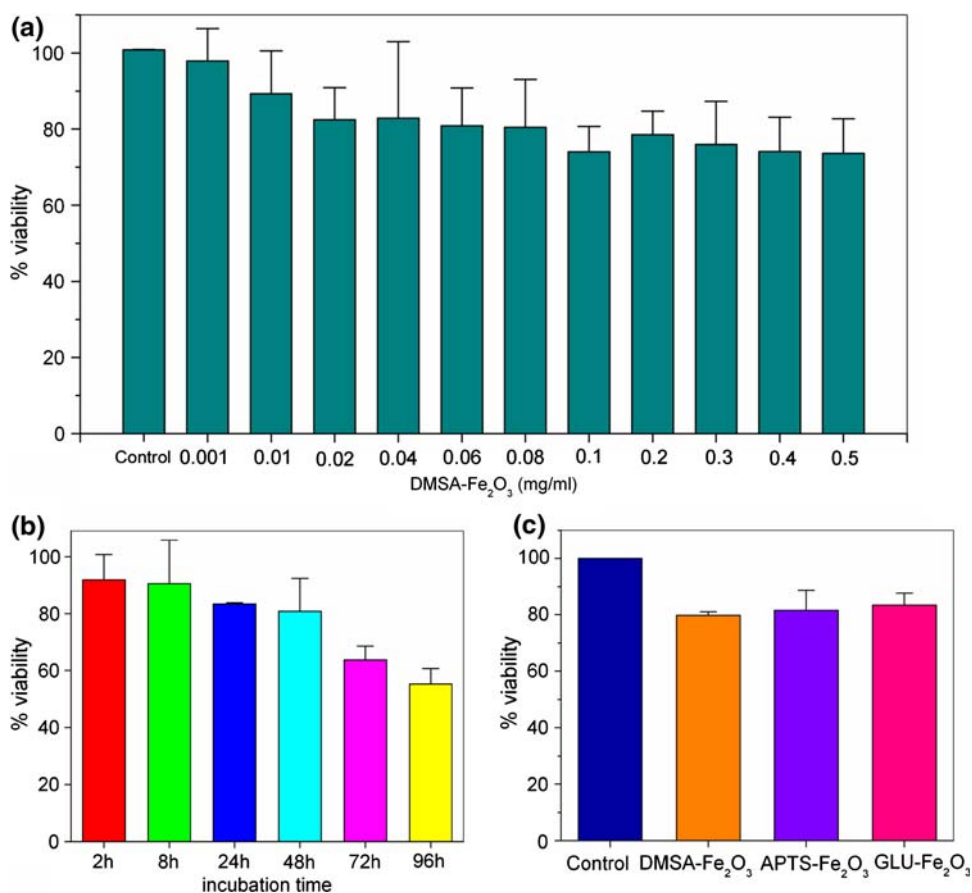 (a)
% viability
100
80
60
40
20
0
Control 0.001 0.01 0.02 0.04 0.06 0.08 0.1 0.2 0.3 0.4 0.5
DMSA-Fe₂O₃ (mg/ml)
(b)
% viability
100
80
60
40
20
0
2h 8h 24h 48h 72h 96h
incubation time
(c)
% viability
100
80
60
40
20
0
Control DMSA-Fe₂O₃ APTS-Fe₂O₃ GLU-Fe₂O₃